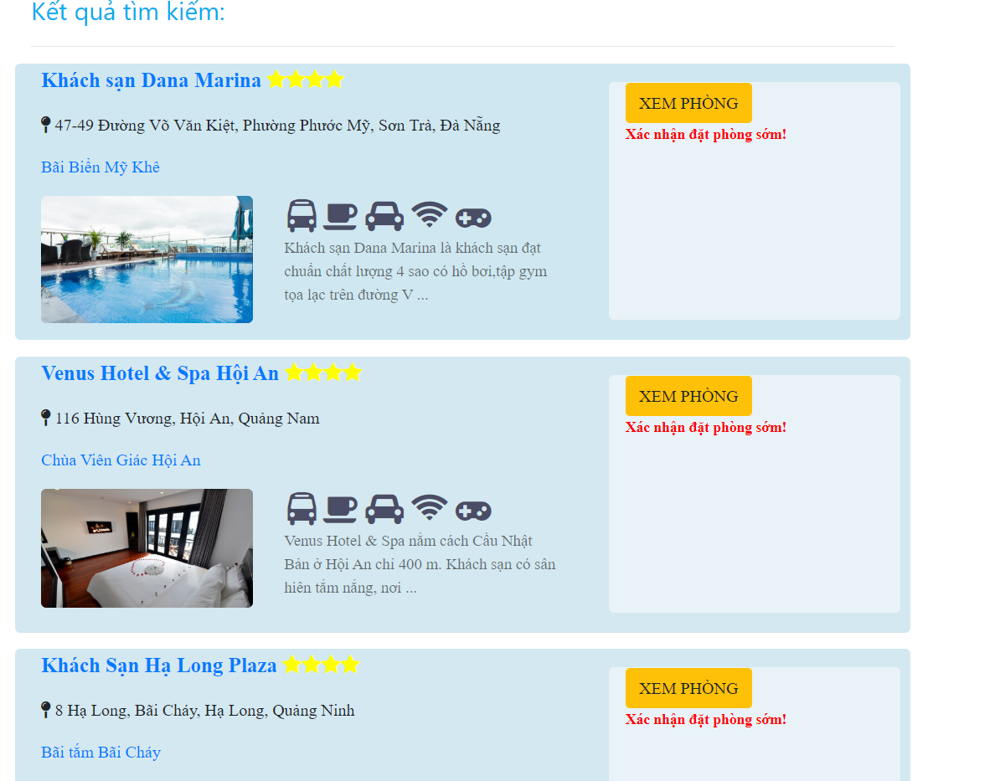 Kết quả tìm kiếm:
Khách sạn Dana Marina
47-49 Đường Võ Văn Kiệt, Phường Phước Mỹ, Sơn Trà, Đà Nẵng
Bãi Biển Mỹ Khê
Khách sạn Dana Marina là khách sạn đạt
chuẩn chất lượng 4 sao có hồ bơi,tập gym
tọa lạc trên đường V ...
XEM PHÒNG
Xác nhận đặt phòng sớm!
Venus Hotel & Spa Hội An
116 Hùng Vương, Hội An, Quảng Nam
Chùa Viên Giác Hội An
Venus Hotel & Spa nằm cách Cầu Nhật
Bản ở Hội An chỉ 400 m. Khách sạn có sân
hiên tắm nắng, nơi ...
XEM PHÒNG
Xác nhận đặt phòng sớm!
Khách Sạn Hạ Long Plaza
8 Hạ Long, Bãi Cháy, Hạ Long, Quảng Ninh
Bãi tắm Bãi Cháy
XEM PHÒNG
Xác nhận đặt phòng sớm!